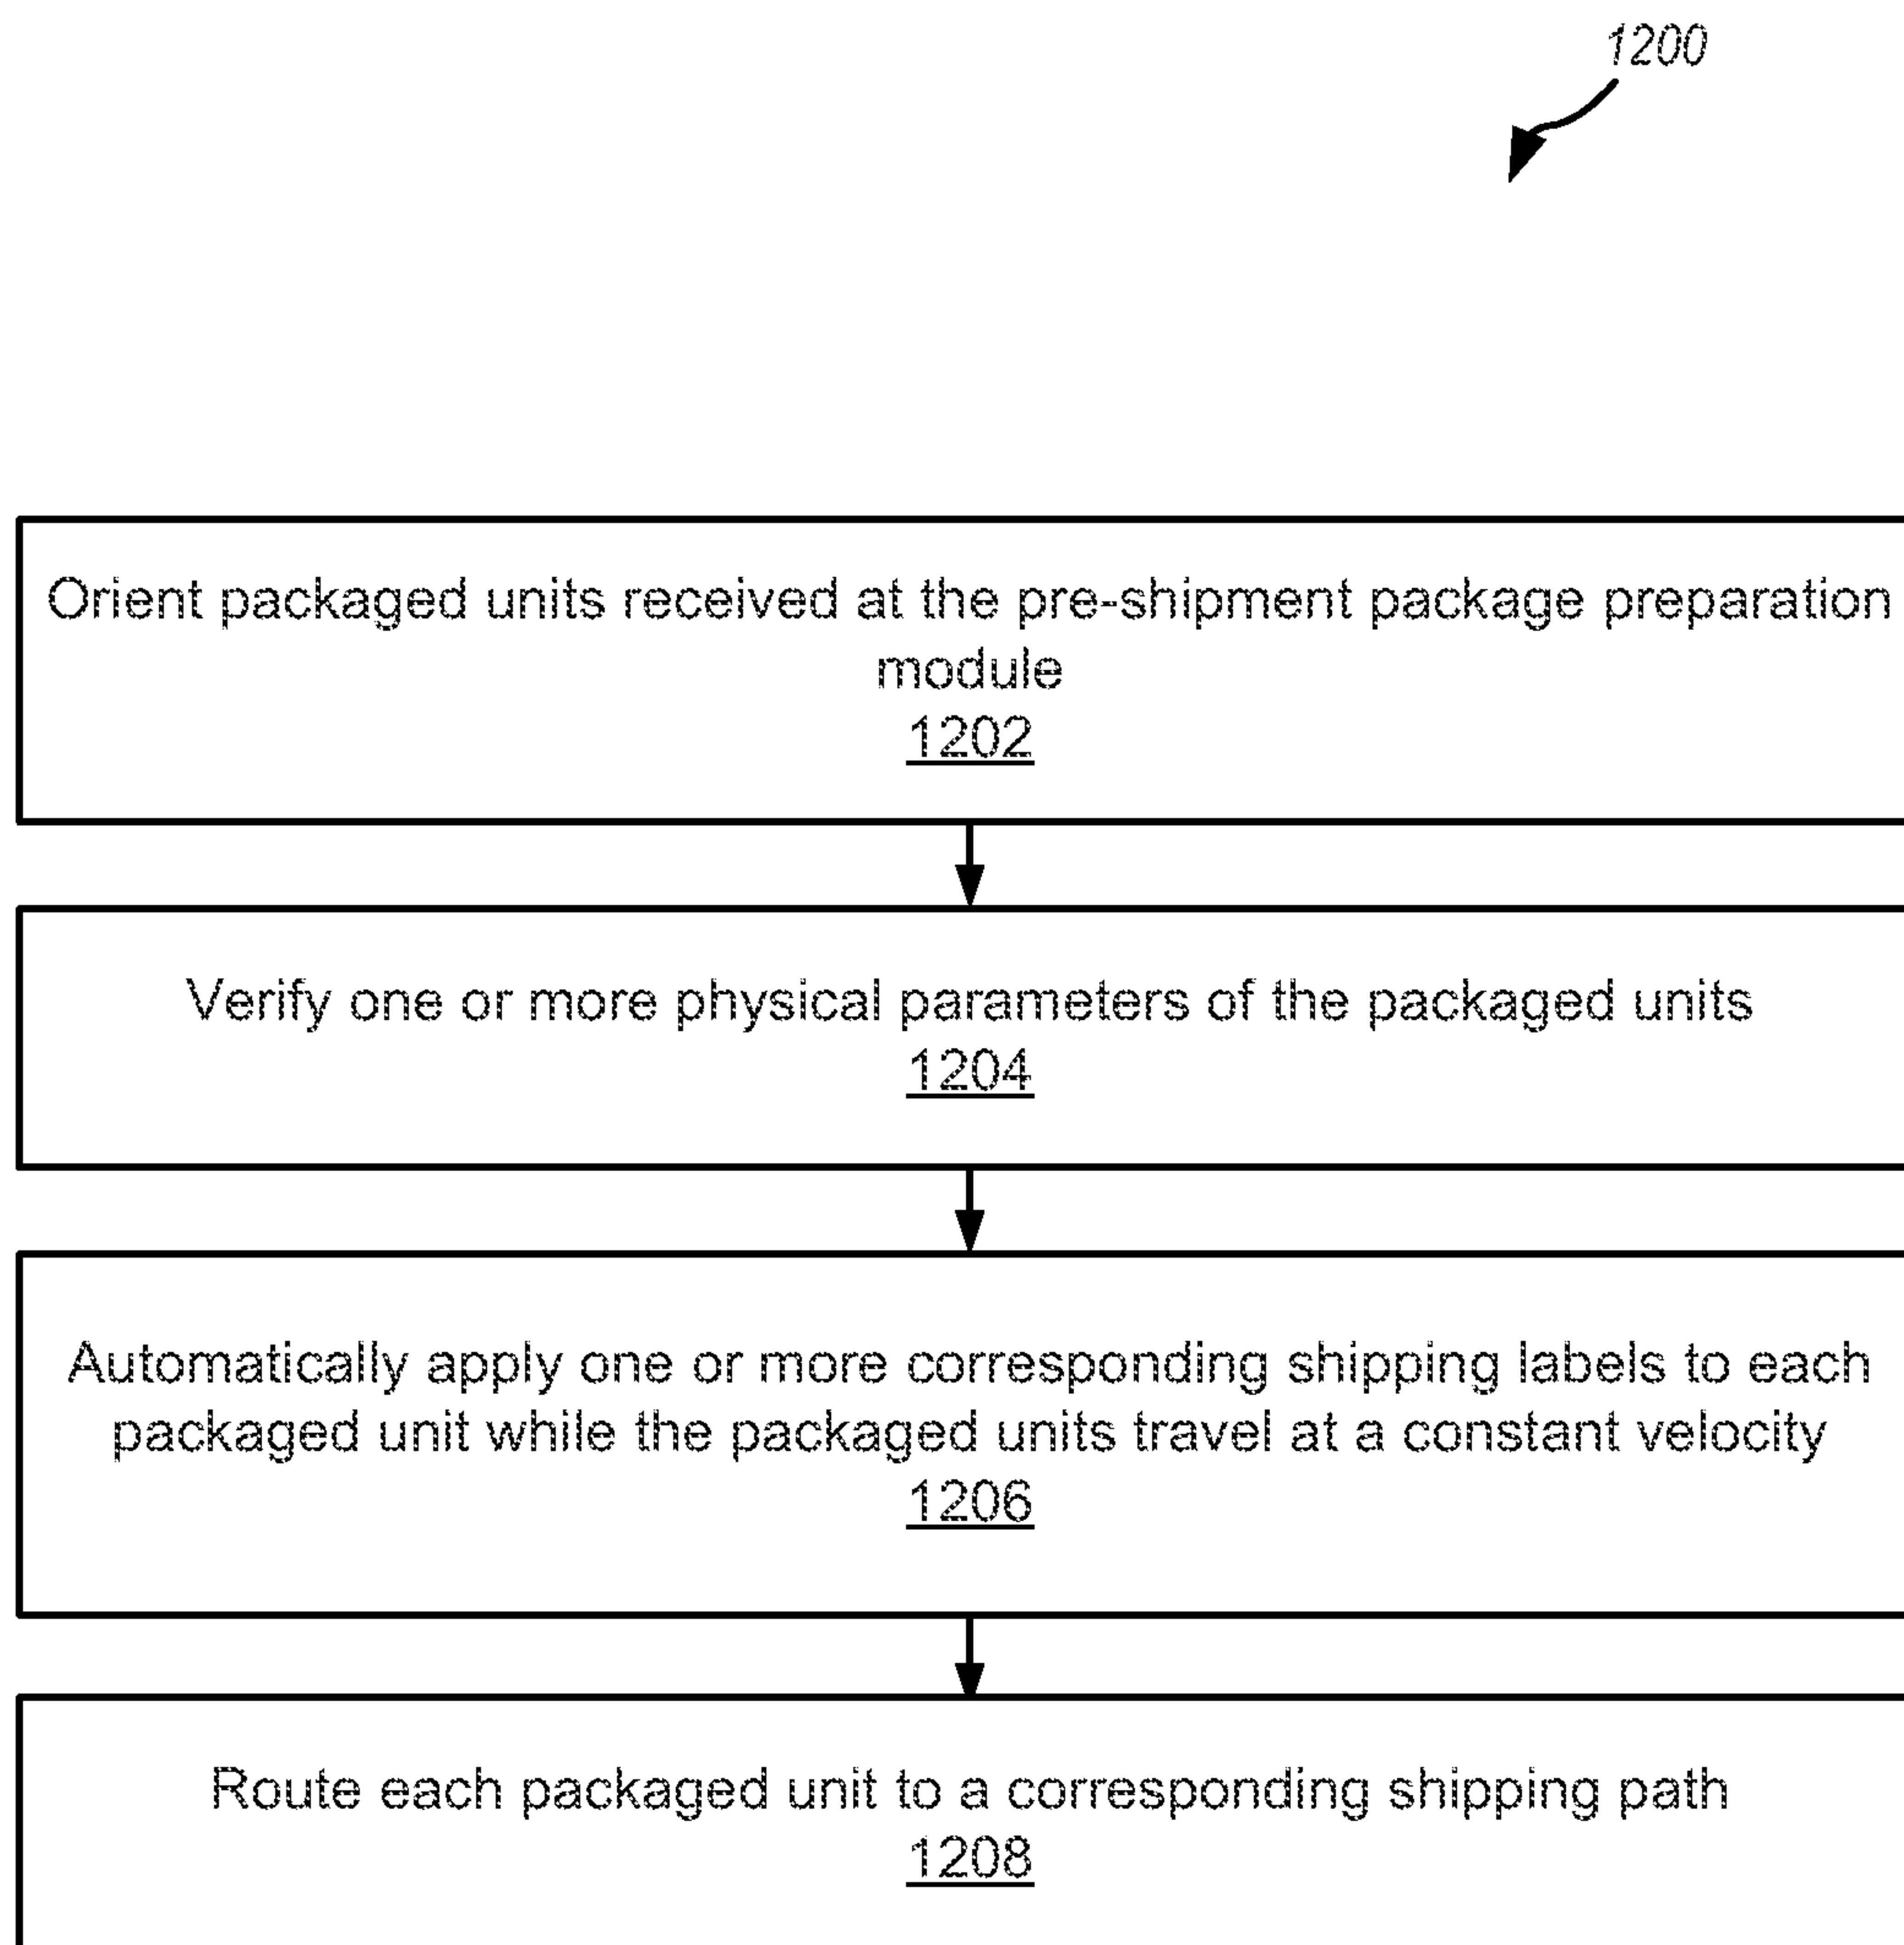 1200
Orient packaged units received at the pre-shipment package preparation
module
1202
Verify one or more physical parameters of the packaged units
1204
Automatically apply one or more corresponding shipping labels to each
packaged unit while the packaged units travel at a constant velocity
1206
Route each packaged unit to a corresponding shipping path
1208